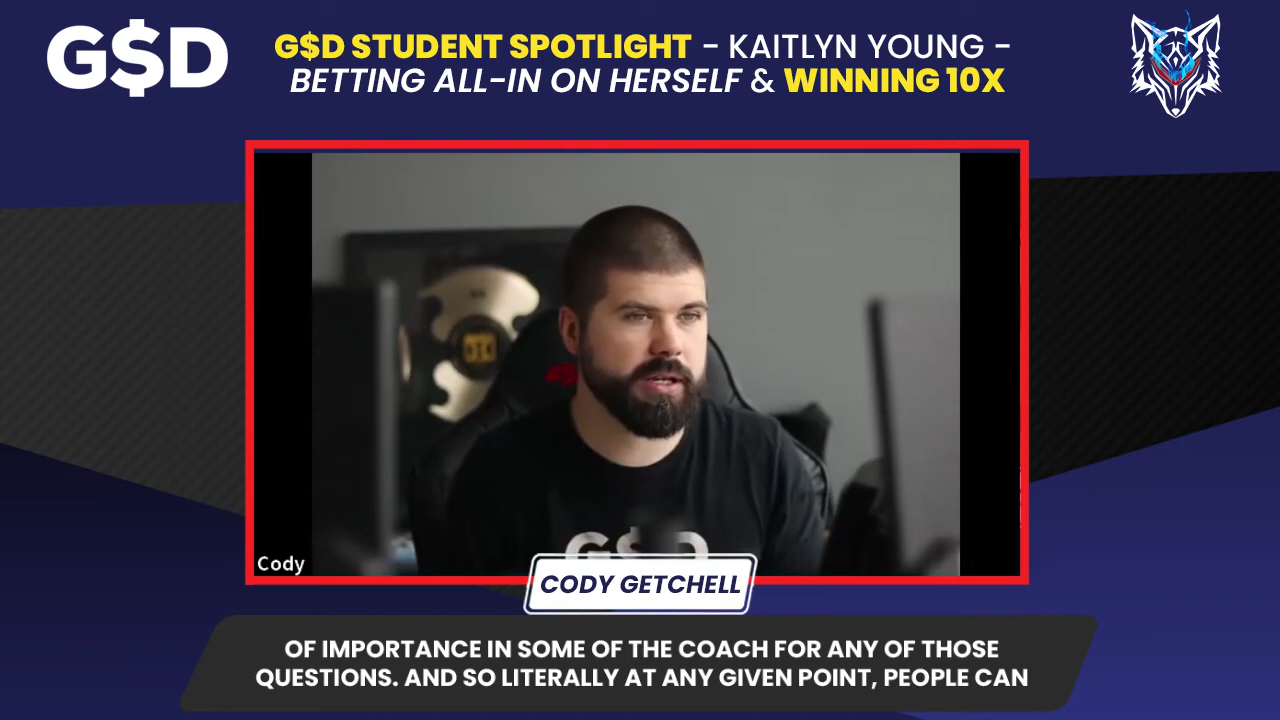 G$D
G$D STUDENT SPOTLIGHT – KAITLYN YOUNG –
BETTING ALL-IN ON HERSELF & WINNING 10X
G$D
Cody
CODY GETCHELL
OF IMPORTANCE IN SOME OF THE COACH FOR ANY OF THOSE
QUESTIONS. AND SO LITERALLY AT ANY GIVEN POINT, PEOPLE CAN